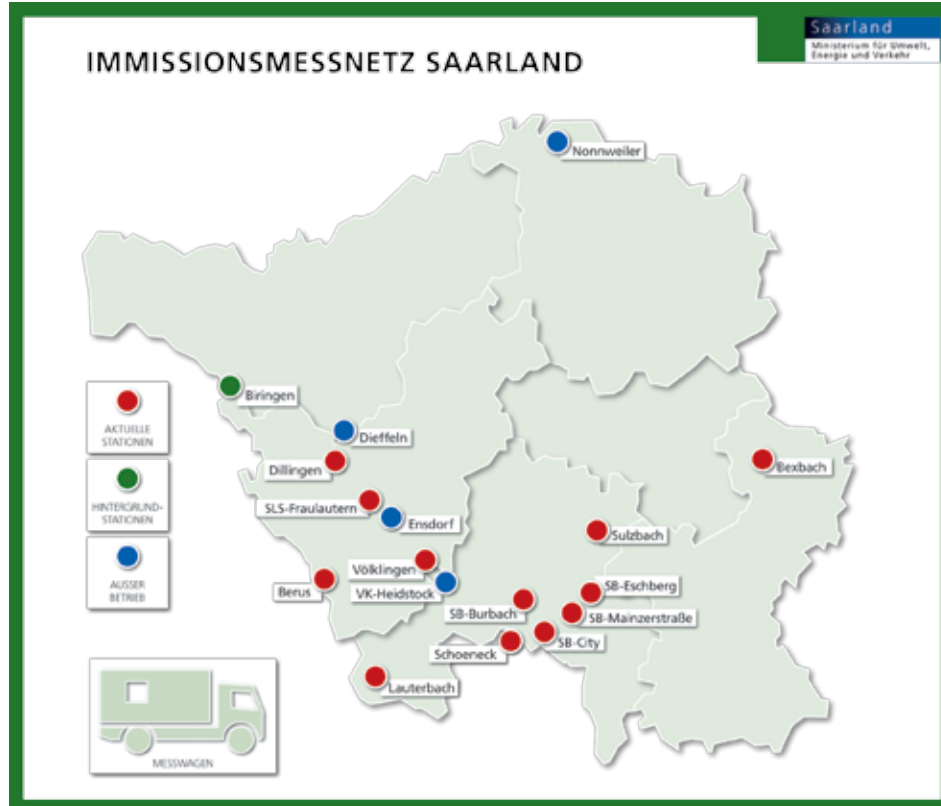 Saarland
Ministerium für Umwelt,
Energie und Verkehr
IMMISSIONSMESSNETZ SAARLAND
Nonnweiler
Biringen
Dieffeln
Dillingen
Bexbach
SLS-Fraulautern
Ensdorf
Sulzbach
Völklingen
Berus
VK-Heidstock
SB-Eschberg
SB-Burbach
SB-Mainzerstraße
SB-City
Schoeneck
Lauterbach
AKTUELLE
STATIONEN
HINTERGRUND-
STATIONEN
AUSSER
BETRIEB
MESSWAGEN